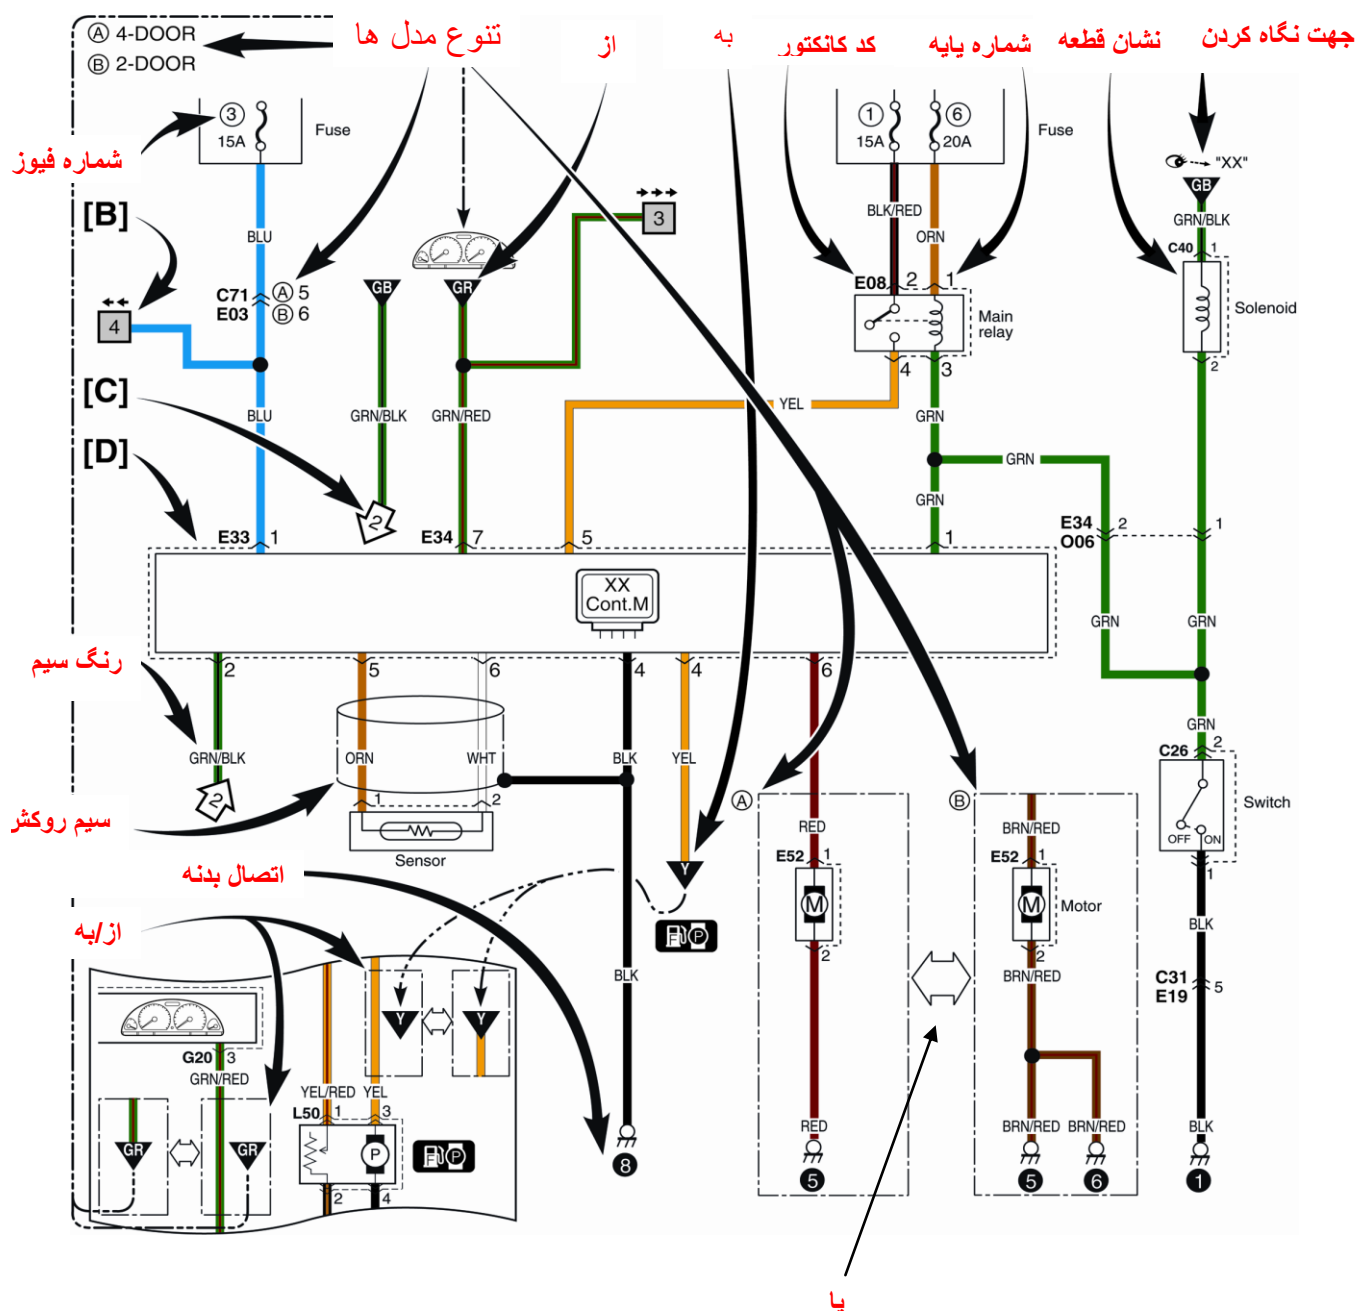 Ⓐ 4-DOOR
Ⓑ 2-DOOR
تنوع مدل ها
از
به
کد کانکتور
شماره پایه
نشان قطعه
جهت نگاه کردن
③
15A
Fuse
شماره فیوز
① ⑥
15A 20A
Fuse
"XX"
GB
GRN/BLK
[B]
3
BLU
BLK/RED
ORN
C40 1
C71 Ⓐ 5
E03 Ⓑ 6
GB
GR
E08 2 1
4
Main
relay
Solenoid
4 3
2
[C]
BLU
GRN/BLK
GRN/RED
YEL
GRN
[D]
GRN
GRN
2
E34 2 1
O06
E33 1
E34 7
5
1
XX
Cont.M
GRN
GRN
رنگ سیم
2
5
6
4
4
6
GRN
GRN/BLK
ORN
WHT
BLK
YEL
C26 2
2
1
2
Ⓐ
Ⓑ
Switch
OFF ON
1
سیم روکش
Sensor
RED
BRN/RED
E52 1
E52 1
اتصال بدنه
Y
M
M
Motor
از/به
F P
2
2
BLK
BLK
BRN/RED
C31
E19 5
Y
Y
G20 3
GRN/RED
YEL/RED
YEL
L50 1 3
P
F P
GR
GR
2 4
RED
BRN/RED
BRN/RED
BLK
8
5
5
6
1
یا